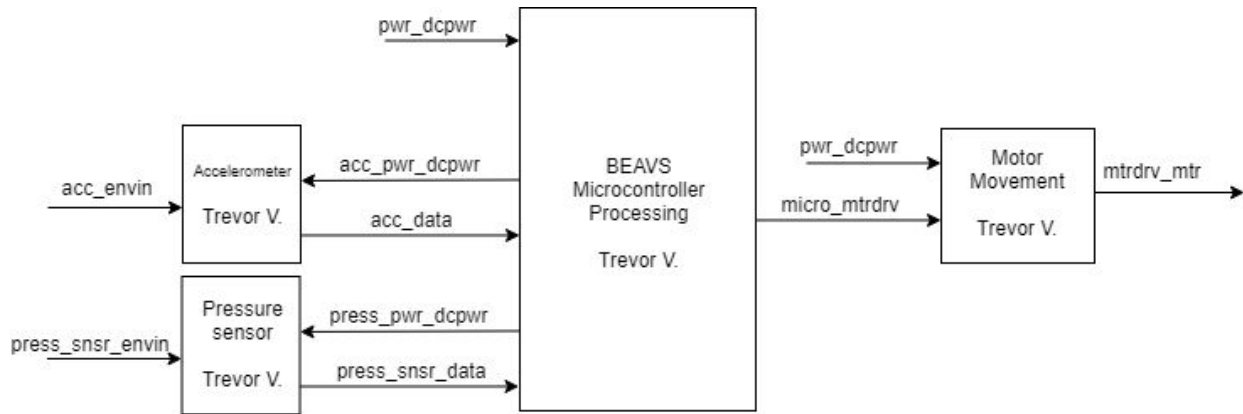 pwr_dcpwr
acc_envin
Accelerometer
Trevor V.
acc_pwr_dcpwr
acc_data
press_snsr_envin
Pressure
sensor
Trevor V.
press_pwr_dcpwr
press_snsr_data
BEAVS
Microcontroller
Processing
Trevor V.
pwr_dcpwr
micro_mtrdrv
Motor
Movement
Trevor V.
mtrdrv_mtr